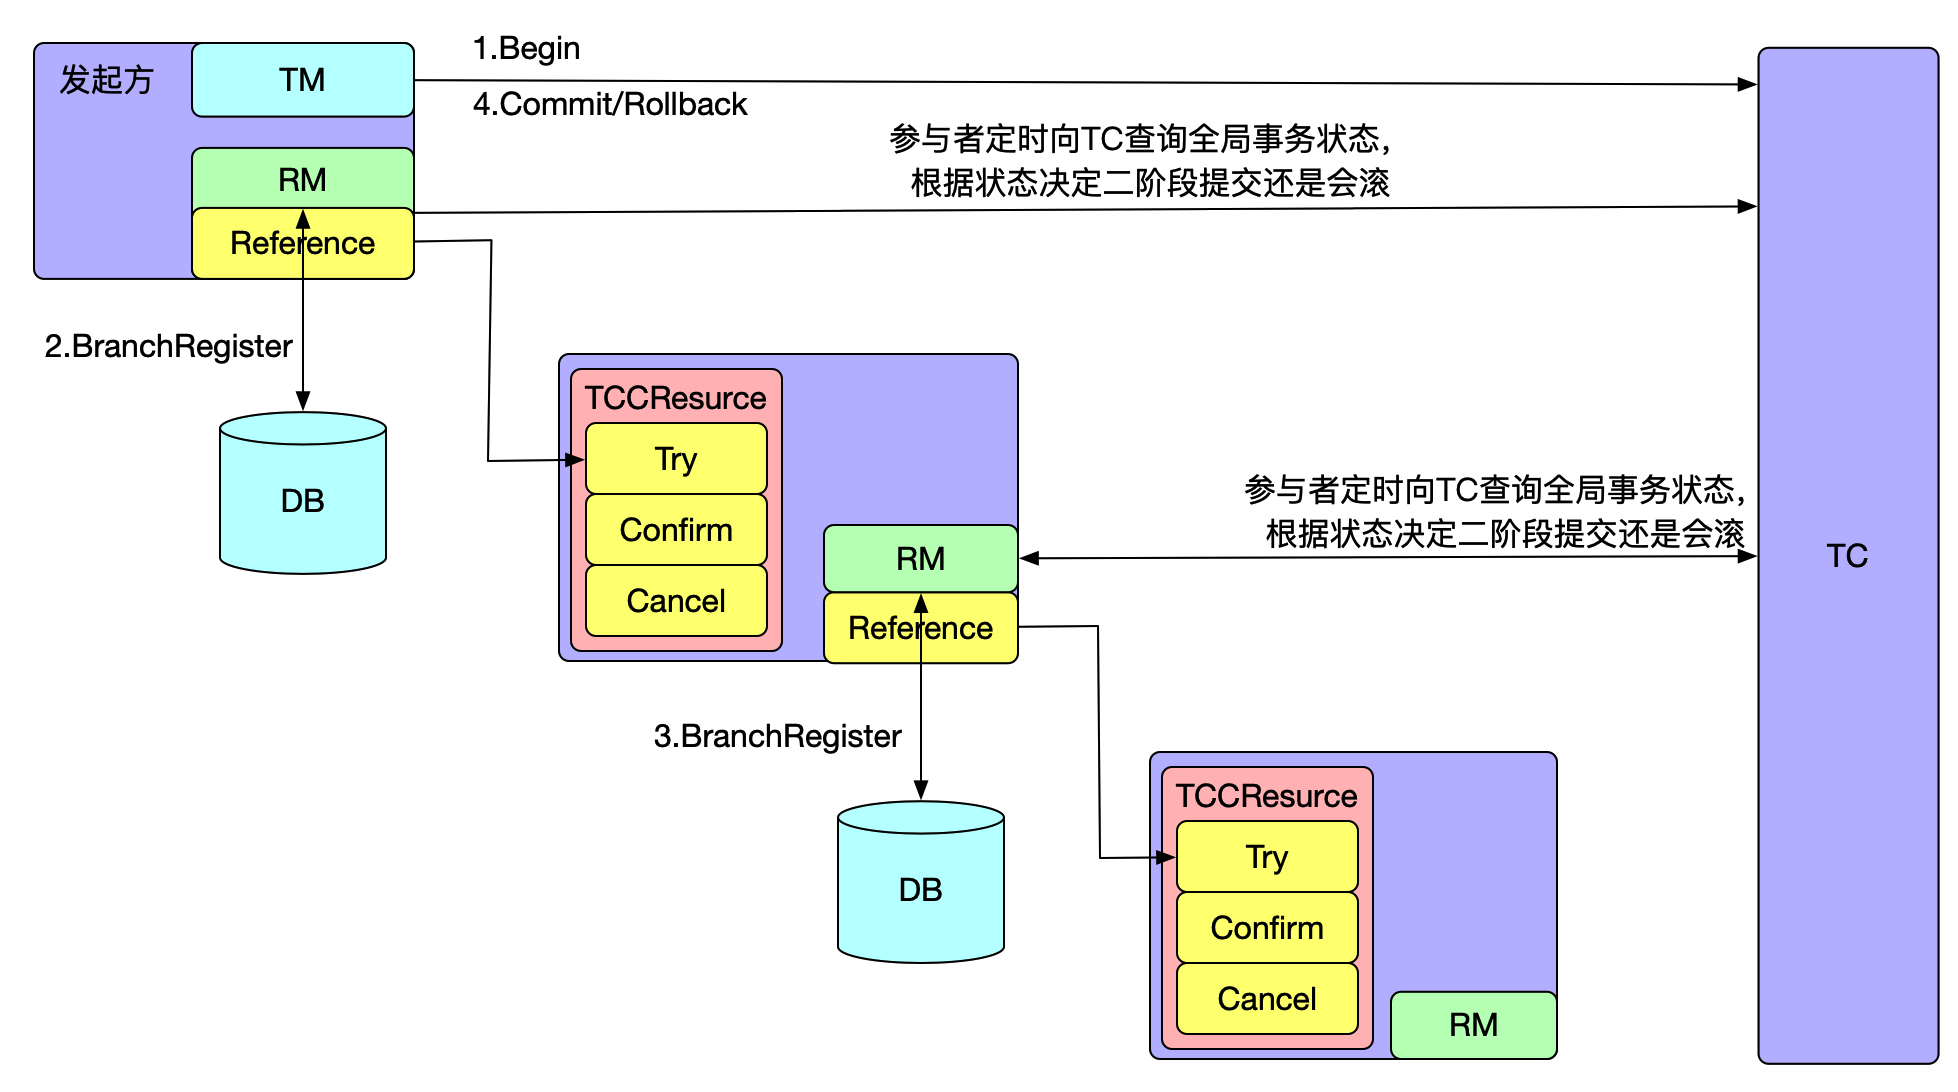 1.Begin
发起方
TM
4.Commit/Rollback
参与者定时向TC查询全局事务状态，
根据状态决定二阶段提交还是会滚
RM
Reference
2.BranchRegister
DB
TCCResurce
Try
Confirm
Cancel
RM
Reference
参与者定时向TC查询全局事务状态，
根据状态决定二阶段提交还是会滚
TC
3.BranchRegister
DB
TCCResurce
Try
Confirm
Cancel
RM